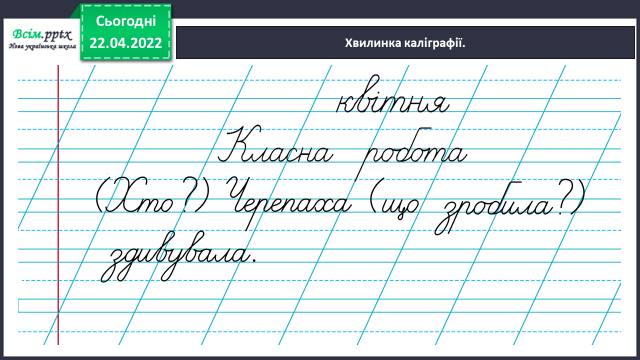 Всім.pptx
Нова українська школа
Сьогодні
22.04.2022
Хвилинка каліграфії.
квітня
Класна робота
(Хто?) Черепаха (що зробила?)
здивувала.